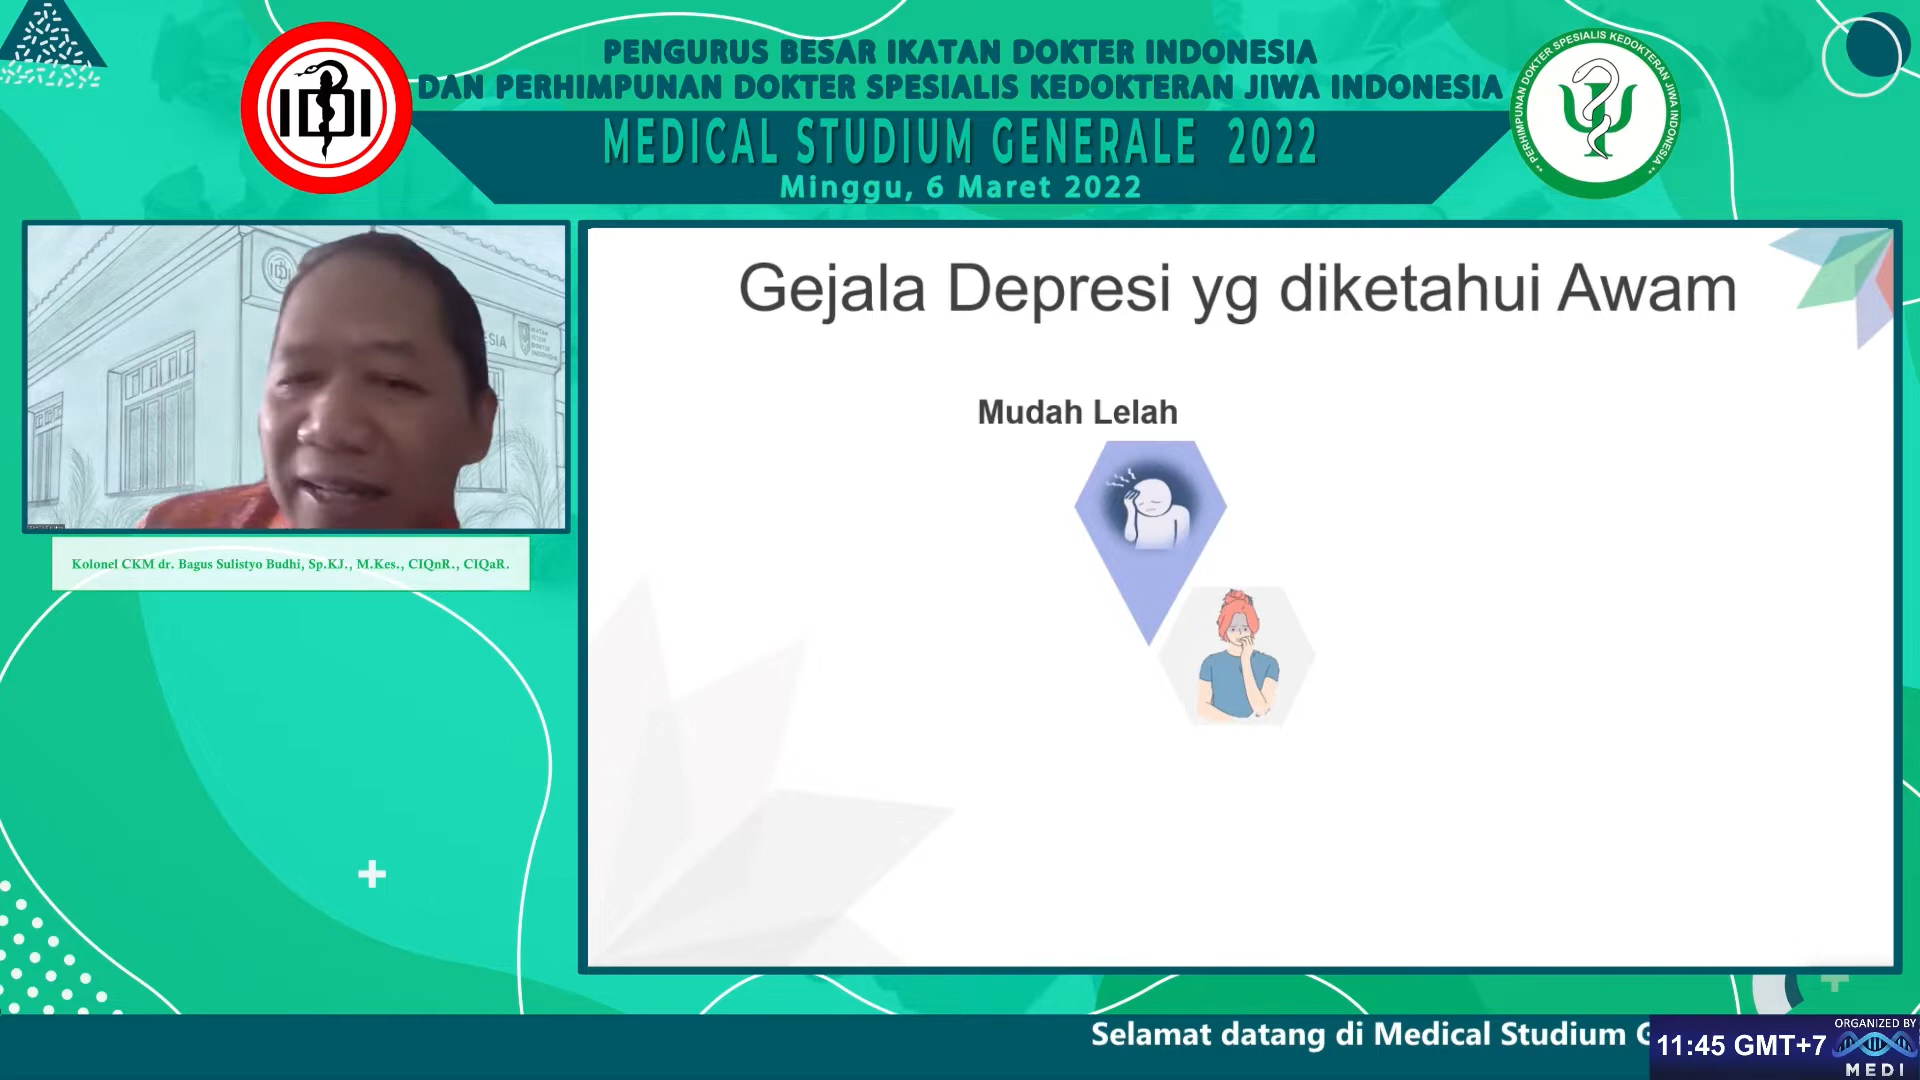 PENGURUS BESAR IKATAN DOKTER INDONESIA
DAN PERHIMPUNAN DOKTER SPESIALIS KEDOKTERAN JIWA INDONESIA
MEDICAL STUDIUM GENERALE 2022
Minggu, 6 Maret 2022
IDI
PERHIMPUNAN DOKTER SPESIALIS KEDOKTERAN JIWA INDONESIA
Kolonel CKM dr. Bagus Sulistyo Budhi, Sp.KJ., M.Kes., CIQnR., CIQaR.
Gejala Depresi yg diketahui Awam
Mudah Lelah
Selamat datang di Medical Studium G
11:45 GMT+7
ORGANIZED BY
MEDI